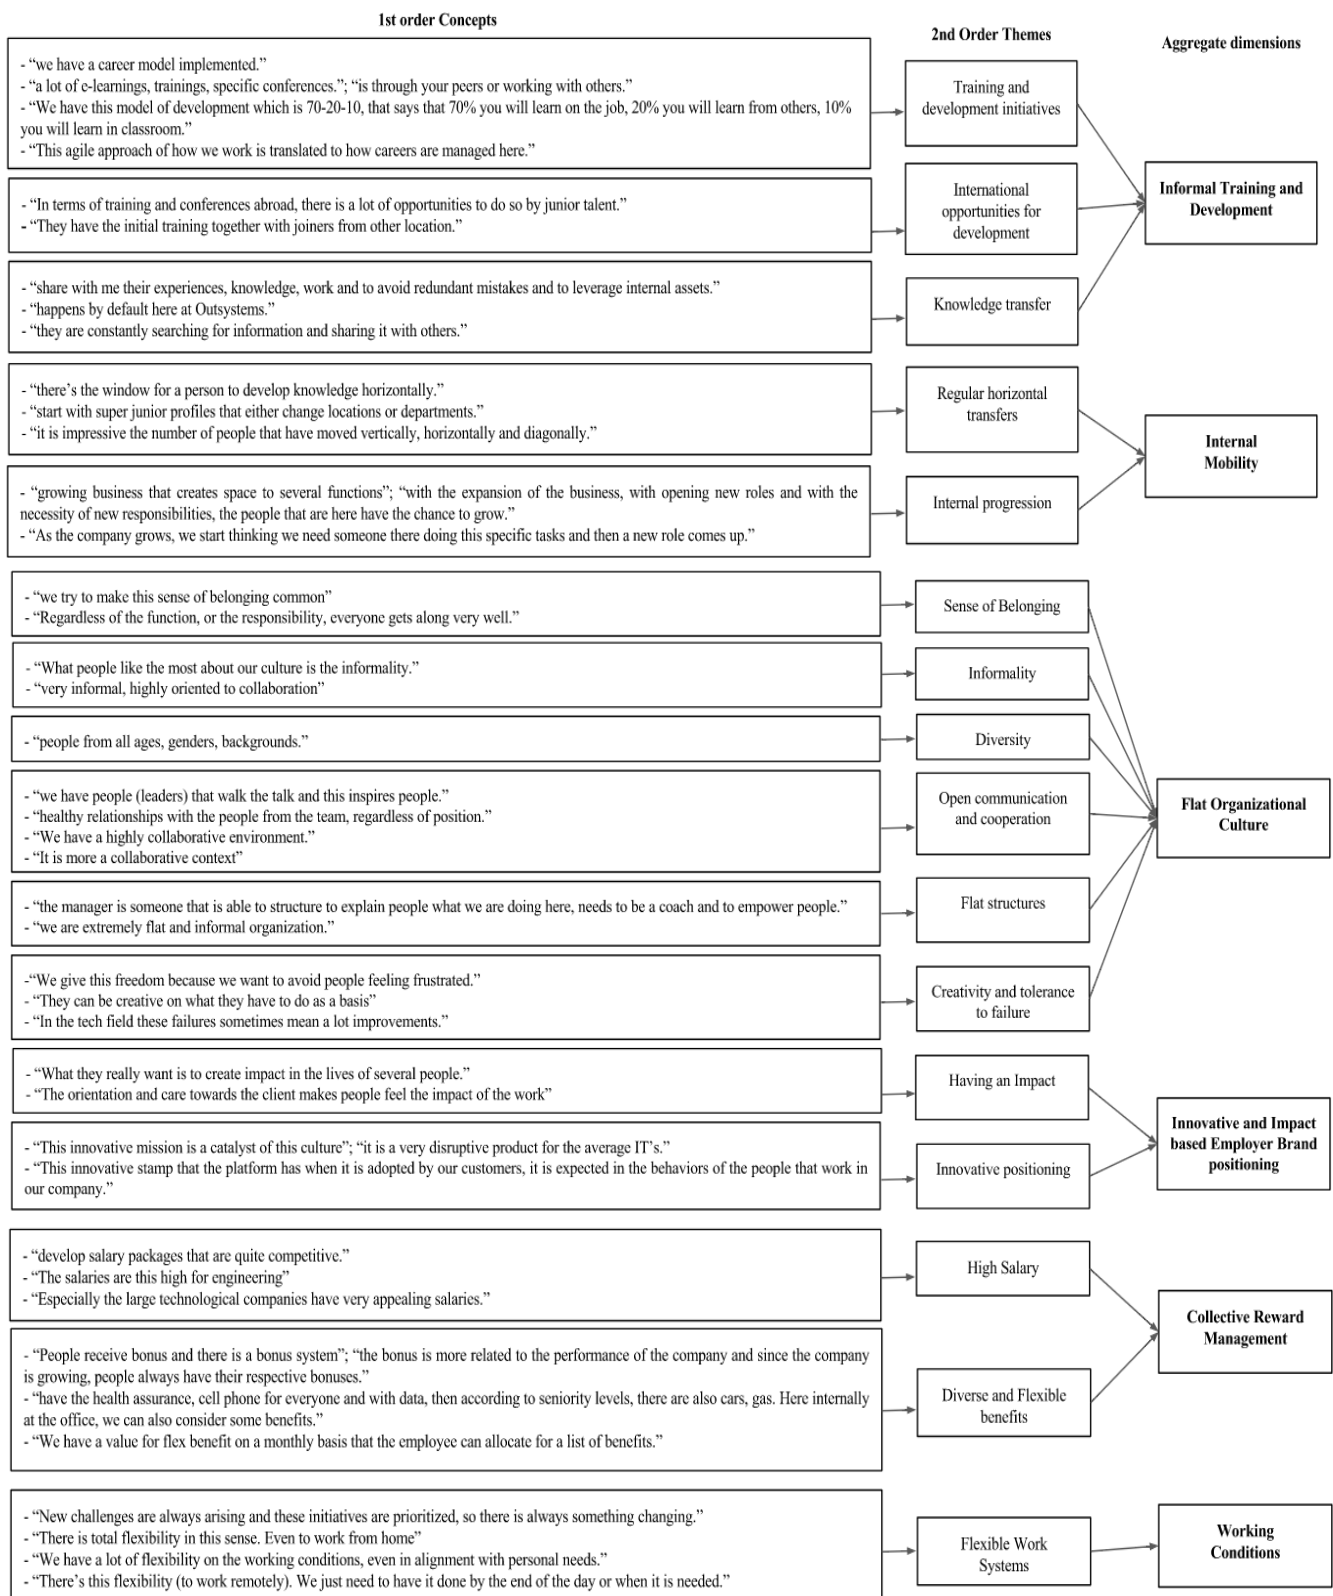 1st order Concepts
2nd Order Themes
Aggregate dimensions
- “we have a career model implemented.”
- “a lot of e-learnings, trainings, specific conferences.”; “is through your peers or working with others.”
- “We have this model of development which is 70-20-10, that says that 70% you will learn on the job, 20% you will learn from others, 10%
you will learn in classroom.”
- “This agile approach of how we work is translated to how careers are managed here.”
Training and
development initiatives
- “In terms of training and conferences abroad, there is a lot of opportunities to do so by junior talent.”
- “They have the initial training together with joiners from other location.”
International
opportunities for
development
Informal Training and
Development
- “share with me their experiences, knowledge, work and to avoid redundant mistakes and to leverage internal assets.”
- “happens by default here at Outsystems.”
- “they are constantly searching for information and sharing it with others.”
Knowledge transfer
- “there’s the window for a person to develop knowledge horizontally.”
- “start with super junior profiles that either change locations or departments.”
- “it is impressive the number of people that have moved vertically, horizontally and diagonally.”
Regular horizontal
transfers
Internal
Mobility
- “growing business that creates space to several functions”; “with the expansion of the business, with opening new roles and with the
necessity of new responsibilities, the people that are here have the chance to grow.”
- “As the company grows, we start thinking we need someone there doing this specific tasks and then a new role comes up.”
Internal progression
- “we try to make this sense of belonging common”
- “Regardless of the function, or the responsibility, everyone gets along very well.”
Sense of Belonging
- “What people like the most about our culture is the informality.”
- “very informal, highly oriented to collaboration”
Informality
- “people from all ages, genders, backgrounds.”
Diversity
- “we have people (leaders) that walk the talk and this inspires people.”
- “healthy relationships with the people from the team, regardless of position.”
- “We have a highly collaborative environment.”
- “It is more a collaborative context”
Open communication
and cooperation
Flat Organizational
Culture
- “the manager is someone that is able to structure to explain people what we are doing here, needs to be a coach and to empower people.”
- “we are extremely flat and informal organization.”
Flat structures
-“We give this freedom because we want to avoid people feeling frustrated.”
- “They can be creative on what they have to do as a basis”
- “In the tech field these failures sometimes mean a lot improvements.”
Creativity and tolerance
to failure
- “What they really want is to create impact in the lives of several people.”
- “The orientation and care towards the client makes people feel the impact of the work”
Having an Impact
Innovative and Impact
based Employer Brand
positioning
- “This innovative mission is a catalyst of this culture”; “it is a very disruptive product for the average IT’s.”
- “This innovative stamp that the platform has when it is adopted by our customers, it is expected in the behaviors of the people that work in
our company.”
Innovative positioning
- “develop salary packages that are quite competitive.”
- “The salaries are this high for engineering”
- “Especially the large technological companies have very appealing salaries.”
High Salary
Collective Reward
Management
- “People receive bonus and there is a bonus system”; “the bonus is more related to the performance of the company and since the company
is growing, people always have their respective bonuses.”
- “have the health assurance, cell phone for everyone and with data, then according to seniority levels, there are also cars, gas. Here internally
at the office, we can also consider some benefits.”
- “We have a value for flex benefit on a monthly basis that the employee can allocate for a list of benefits.”
Diverse and Flexible
benefits
- “New challenges are always arising and these initiatives are prioritized, so there is always something changing.”
- “There is total flexibility in this sense. Even to work from home”
- “We have a lot of flexibility on the working conditions, even in alignment with personal needs.”
- “There’s this flexibility (to work remotely). We just need to have it done by the end of the day or when it is needed.”
Flexible Work
Systems
Working
Conditions